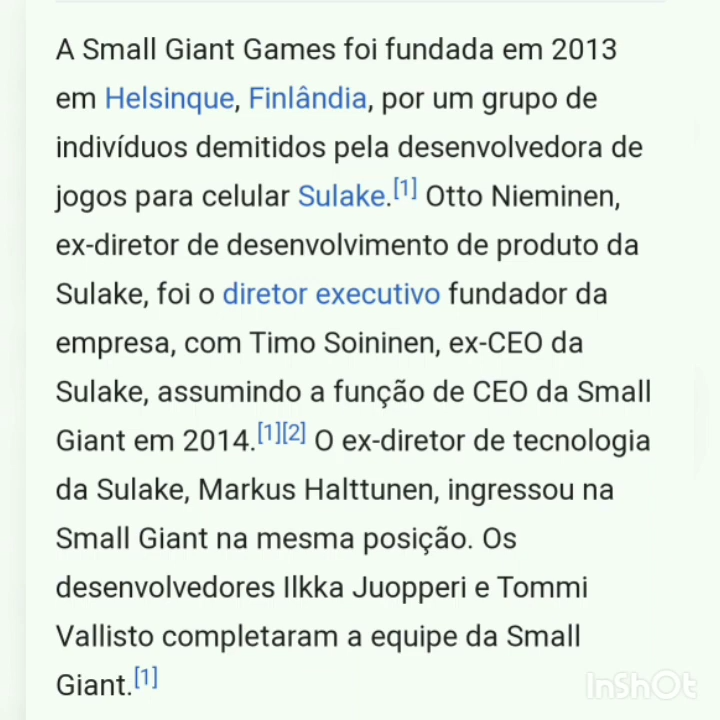 A Small Giant Games foi fundada em 2013
em Helsinque, Finlândia, por um grupo de
indivíduos demitidos pela desenvolvedora de
jogos para celular Sulake.[1] Otto Nieminen,
ex-diretor de desenvolvimento de produto da
Sulake, foi o diretor executivo fundador da
empresa, com Timo Soininen, ex-CEO da
Sulake, assumindo a função de CEO da Small
Giant em 2014.[1][2] O ex-diretor de tecnologia
da Sulake, Markus Halttunen, ingressou na
Small Giant na mesma posição. Os
desenvolvedores Ilkka Juopperi e Tommi
Vallisto completaram a equipe da Small
Giant.[1]
InShOt